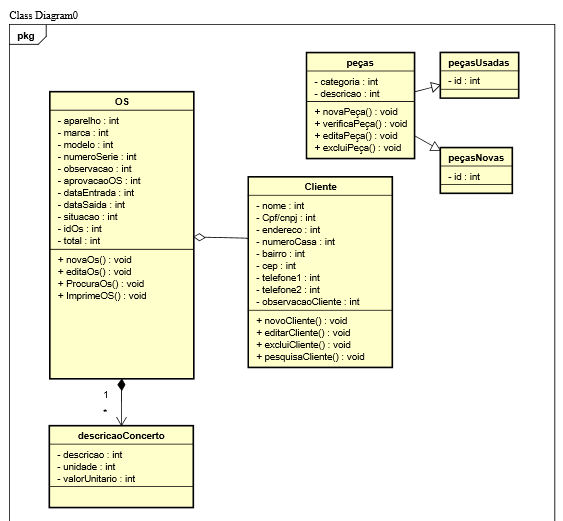 Class Diagram0
pkg
OS
- aparelho : int
- marca : int
- modelo : int
- numeroSerie : int
- observacao : int
- aprovacaoOS : int
- dataEntrada : int
- dataSaida : int
- situacao : int
- idOs : int
- total : int
+ novaOs() : void
+ editaOs() : void
+ ProcuraOs() : void
+ ImprimeOS() : void
peças
- categoria : int
- descricao : int
+ novaPeça() : void
+ verificaPeça() : void
+ editaPeça() : void
+ excluiPeça() : void
peçasUsadas
- id : int
peçasNovas
- id : int
Cliente
- nome : int
- Cpf/cnpj : int
- endereco : int
- numeroCasa : int
- bairro : int
- cep : int
- telefone1 : int
- telefone2 : int
- observacaoCliente : int
+ novoCliente() : void
+ editarCliente() : void
+ excluiCliente() : void
+ pesquisaCliente() : void
1
*
descricaoConcerto
- descricao : int
- unidade : int
- valorUnitario : int